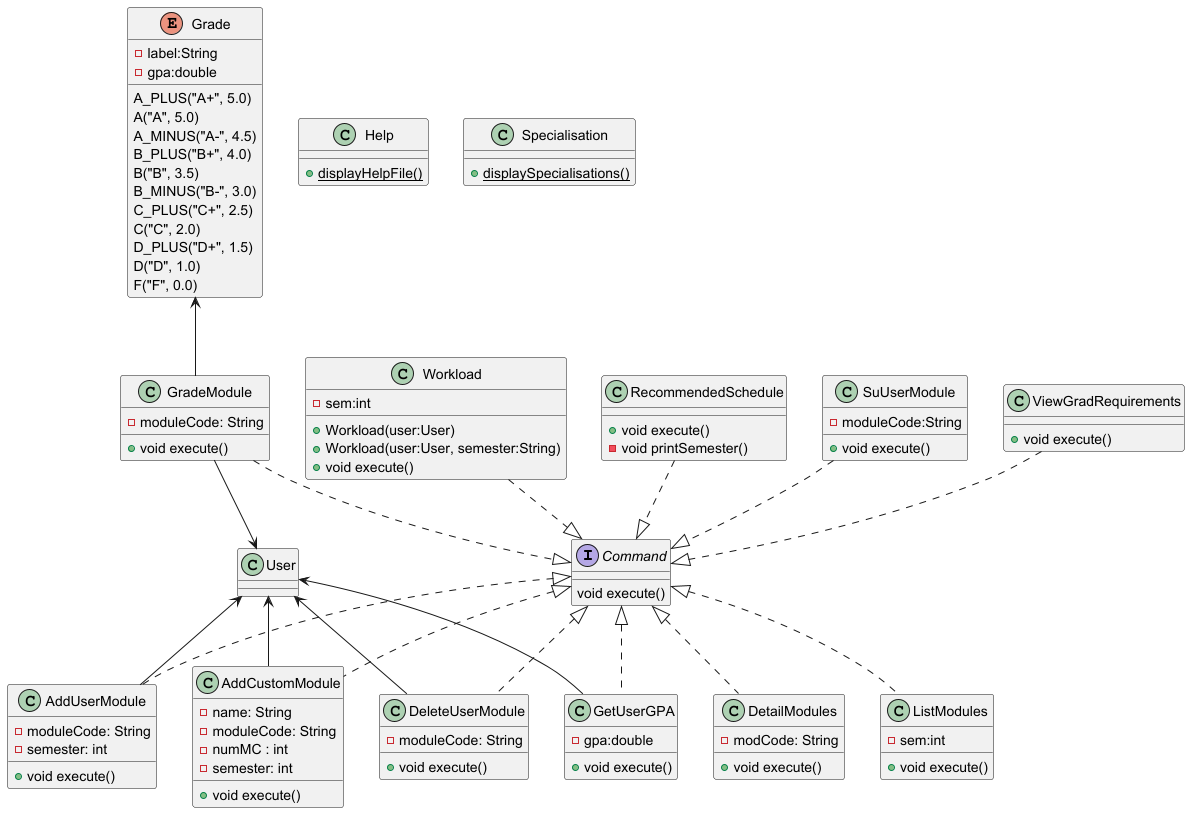 E Grade
label:String
gpa:double
A_PLUS("A+", 5.0)
A("A", 5.0)
A_MINUS("A-", 4.5)
B_PLUS("B+", 4.0)
B("B", 3.5)
B_MINUS("B-", 3.0)
C_PLUS("C+", 2.5)
C("C", 2.0)
D_PLUS("D+", 1.5)
D("D", 1.0)
F("F", 0.0)
C Help
displayHelpFile()
C Specialisation
displaySpecialisations()
C GradeModule
moduleCode: String
void execute()
C Workload
sem:int
Workload(user:User)
Workload(user:User, semester:String)
void execute()
C RecommendedSchedule
void execute()
void printSemester()
C SuUserModule
moduleCode:String
void execute()
C ViewGradRequirements
void execute()
C User
I Command
void execute()
C AddUserModule
moduleCode: String
semester: int
void execute()
C AddCustomModule
name: String
moduleCode: String
numMC : int
semester: int
void execute()
C DeleteUserModule
moduleCode: String
void execute()
C GetUserGPA
gpa:double
void execute()
C DetailModules
modCode: String
void execute()
C ListModules
sem:int
void execute()